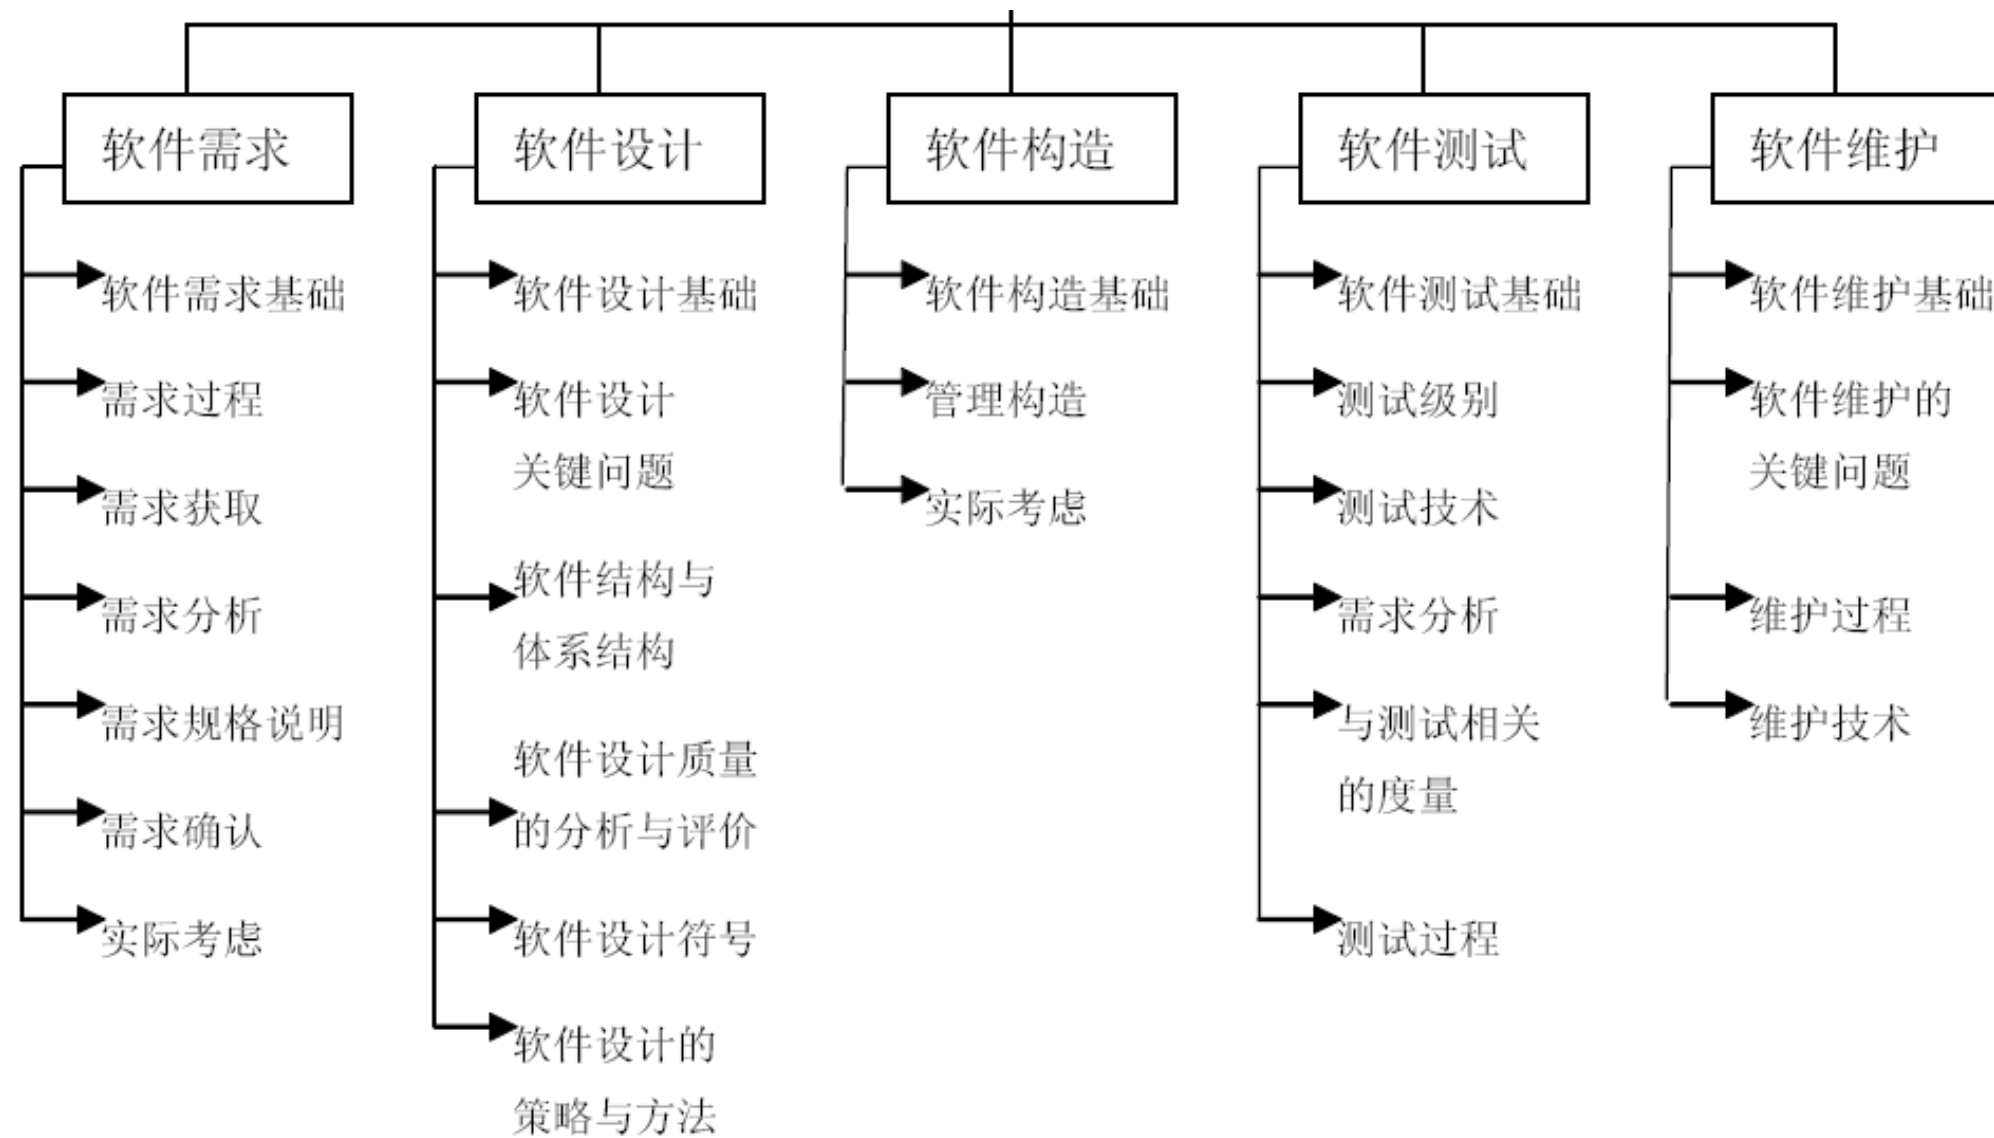 软件需求
软件需求基础
需求过程
需求获取
需求分析
需求规格说明
需求确认
实际考虑
软件设计
软件设计基础
软件设计
关键问题
软件结构与
体系结构
软件设计质量
的分析与评价
软件设计符号
软件设计的
策略与方法
软件构造
软件构造基础
管理构造
实际考虑
软件测试
软件测试基础
测试级别
测试技术
需求分析
与测试相关
的度量
测试过程
软件维护
软件维护基础
软件维护的
关键问题
维护过程
维护技术